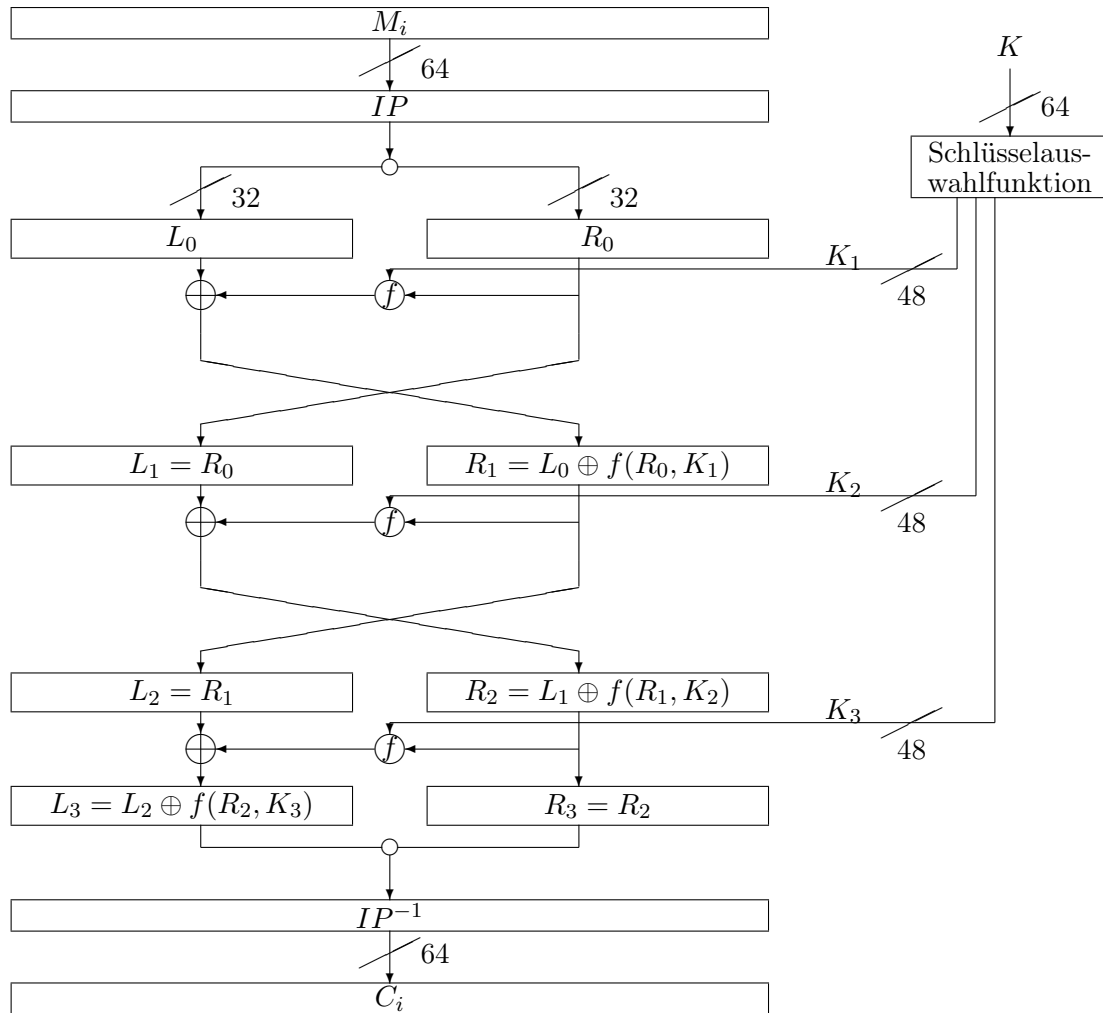 M_i
64
K
IP
64
Schlüsselaus-
wahlfunktion
32
32
L_0
R_0
K_1
f
48
L_1 = R_0
R_1 = L_0 ⊕ f(R_0, K_1)
K_2
f
48
L_2 = R_1
R_2 = L_1 ⊕ f(R_1, K_2)
K_3
f
48
L_3 = L_2 ⊕ f(R_2, K_3)
R_3 = R_2
IP^{-1}
64
C_i